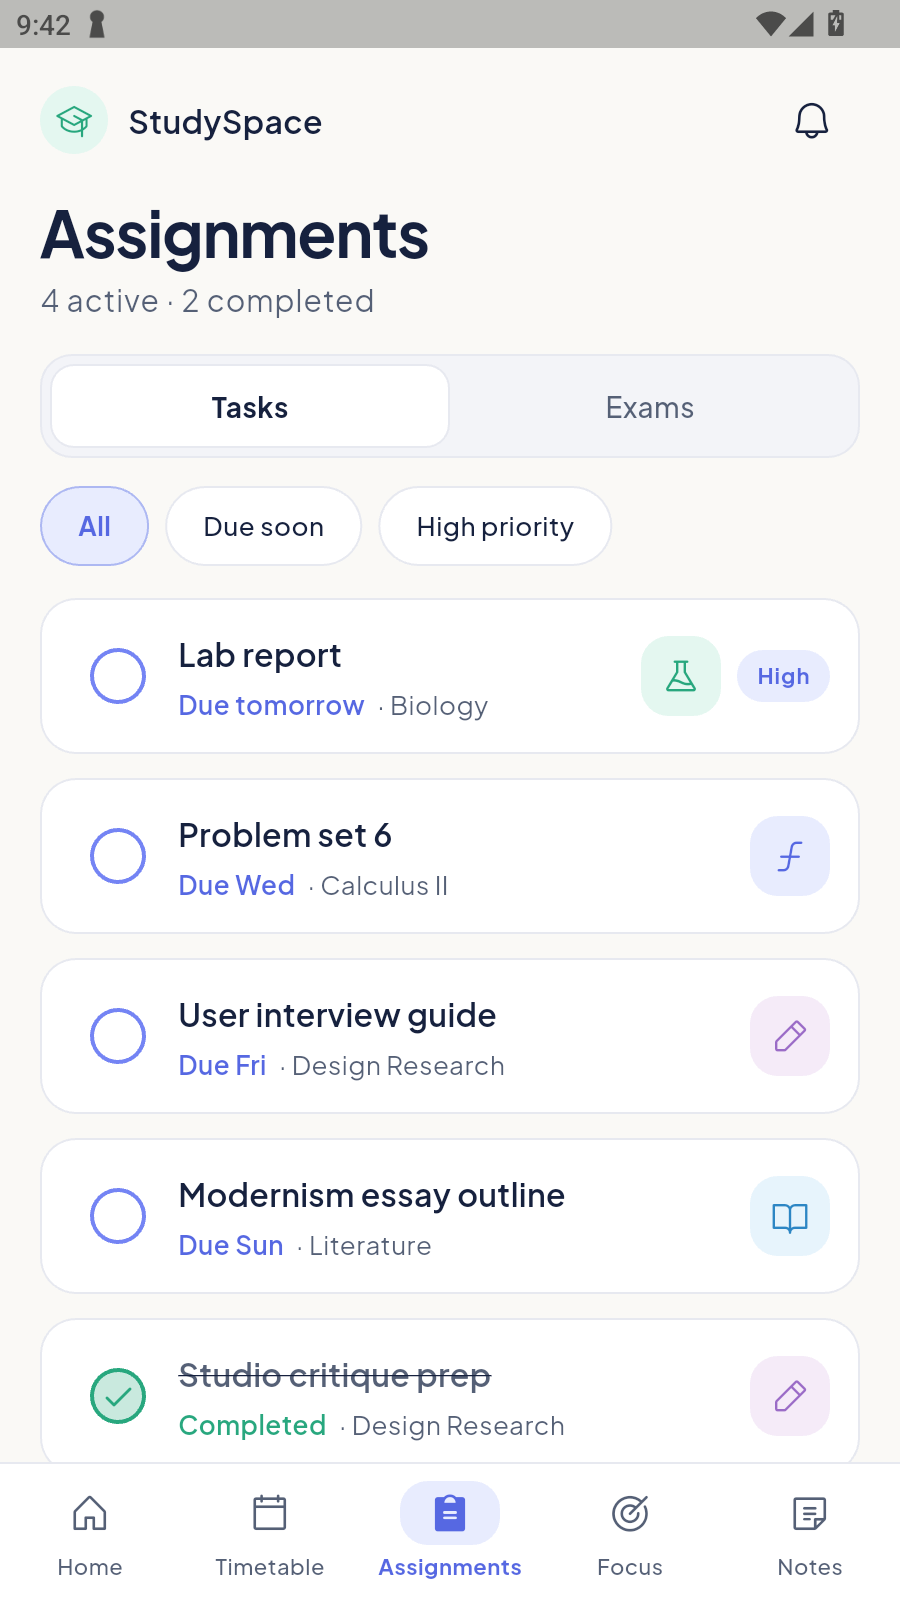 9:42
StudySpace
Assignments
4 active · 2 completed
Tasks
Exams
All
Due soon
High priority
Lab report
Due tomorrow · Biology
High
Problem set 6
Due Wed · Calculus II
User interview guide
Due Fri · Design Research
Modernism essay outline
Due Sun · Literature
Studio critique prep
Completed · Design Research
Home
Timetable
Assignments
Focus
Notes